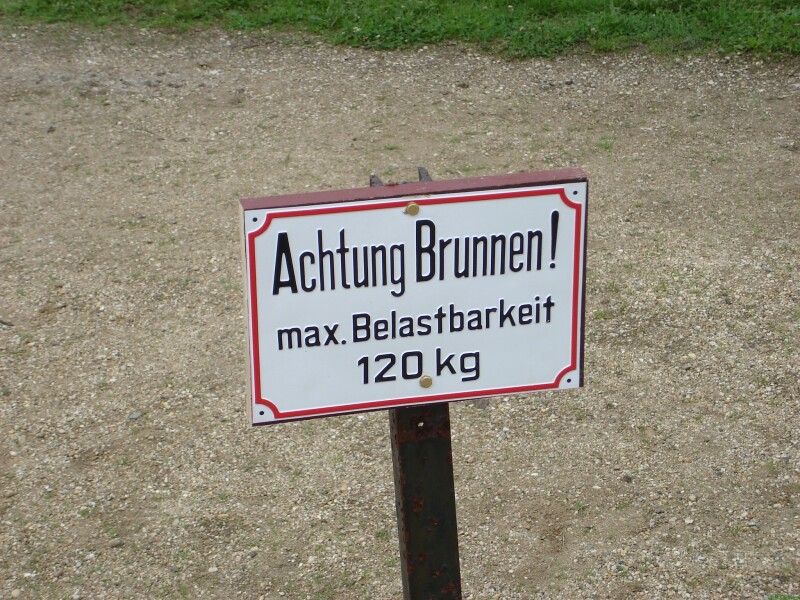 Achtung Brunnen!
max. Belastbarkeit
120 kg